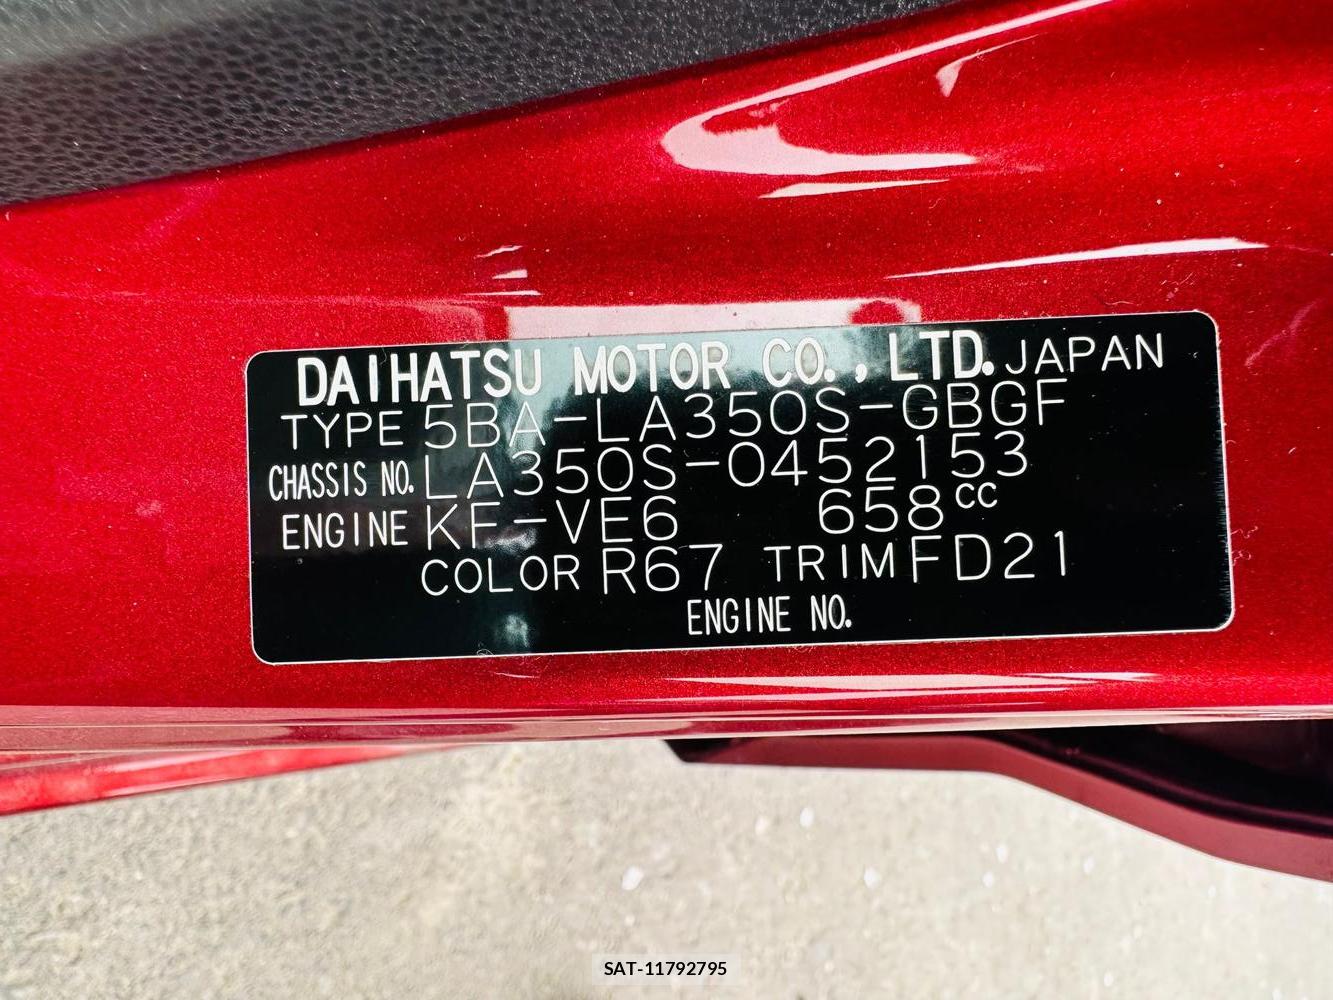 DAIHATSU MOTOR CO., LTD. JAPAN
TYPE 5BA-LA350S-GBGF
CHASSIS NO. LA350S-0452153
ENGINE KF-VE6 658cc
COLOR R67 TRIM FD21
ENGINE NO.
SAT-11792795